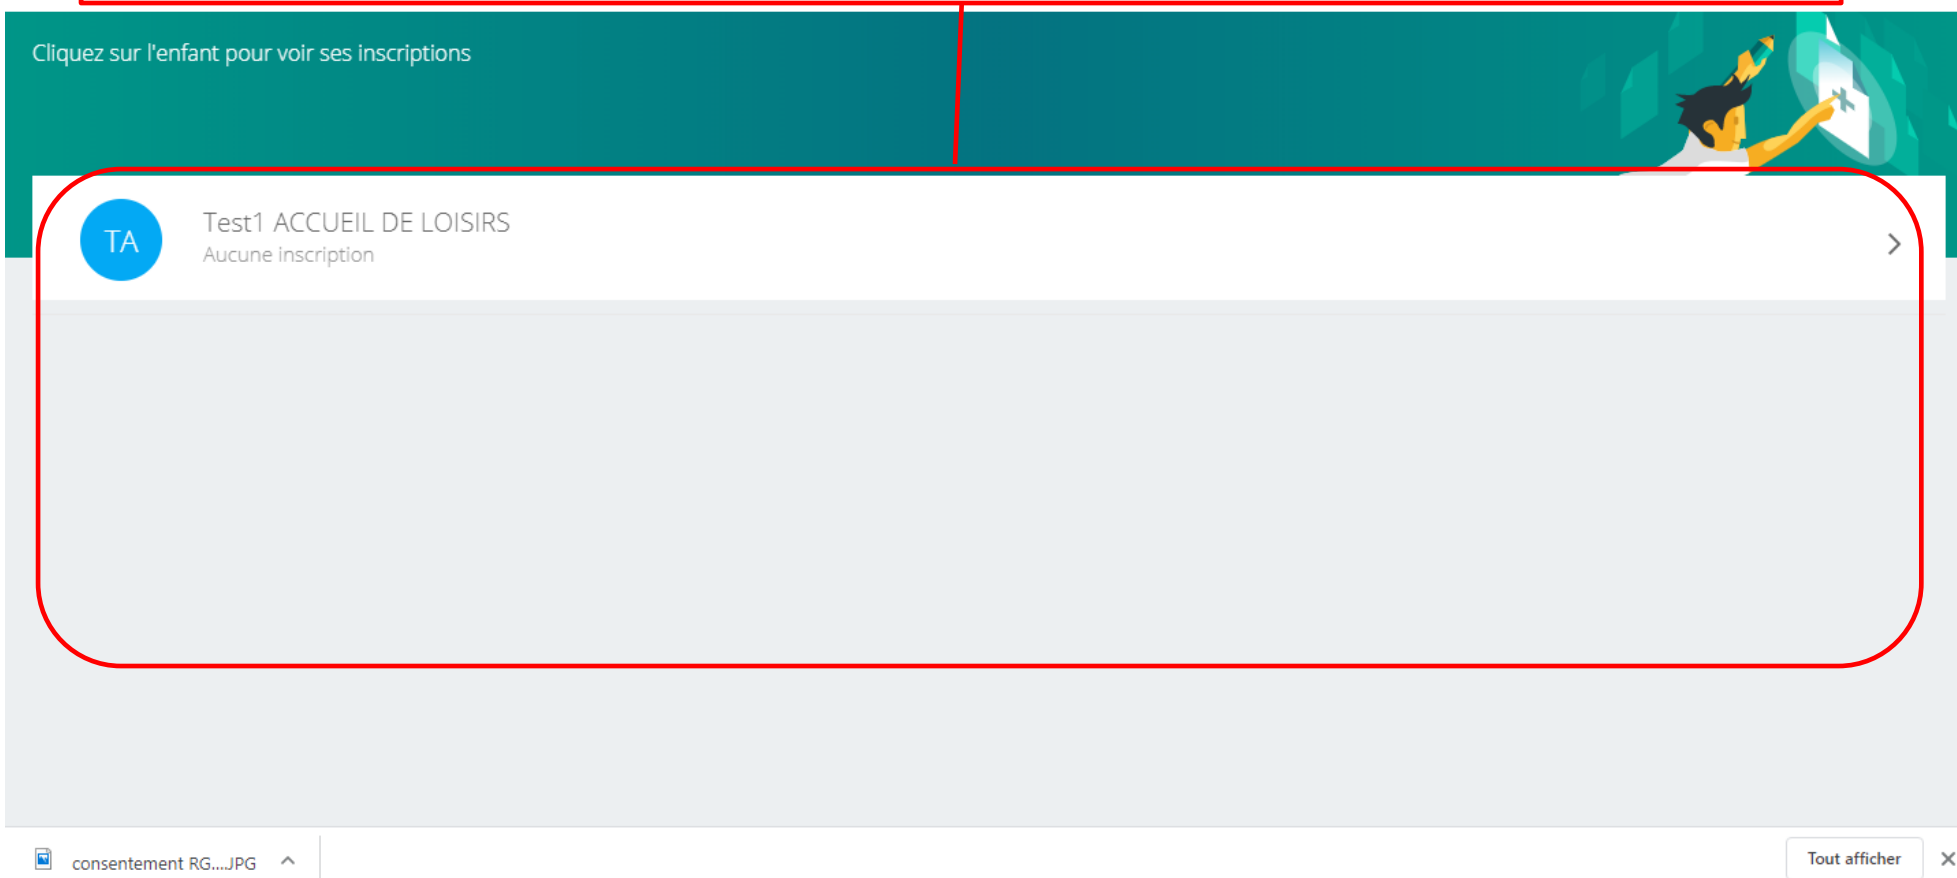 Cliquez sur l'enfant pour voir ses inscriptions
TA
Test1 ACCUEIL DE LOISIRS
Aucune inscription
consentement RG....JPG
Tout afficher